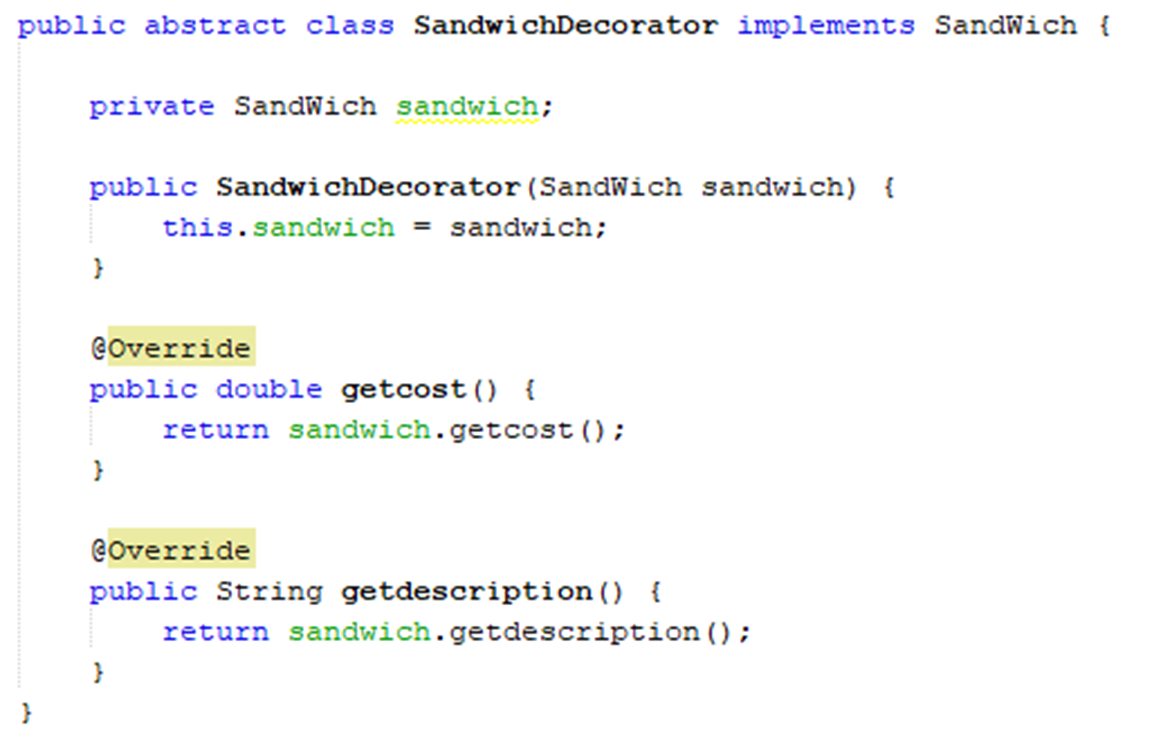 public abstract class SandwichDecorator implements SandWich {
private SandWich sandwich;
public SandwichDecorator(SandWich sandwich) {
this.sandwich = sandwich;
}
@Override
public double getcost() {
return sandwich.getcost();
}
@Override
public String getdescription() {
return sandwich.getdescription();
}
}